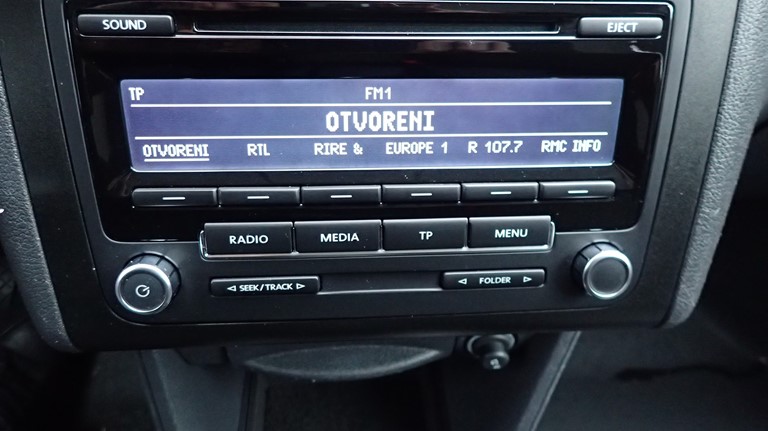 SOUND EJECT
TP FM1
OTVORENI
OTVORENI RTL RIRE & EUROPE 1 R 107.7 RMC INFO
RADIO MEDIA TP MENU
SEEK/TRACK FOLDER